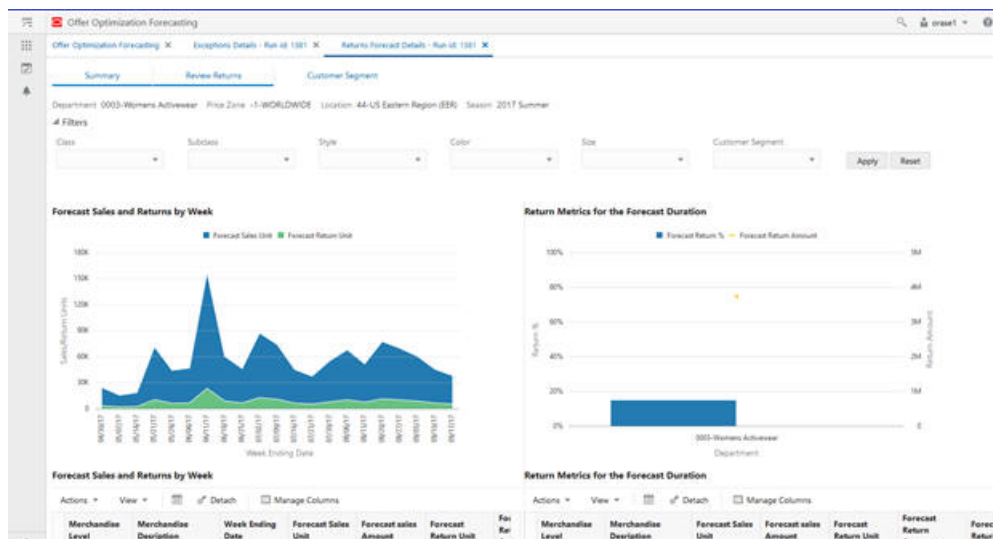 Offer Optimization Forecasting
orase1
Offer Optimization Forecasting
Exceptions Details - Run id: 1381
Returns Forecast Details - Run id: 1381
Summary
Review Returns
Customer Segment
Department 0003-Womens Activewear Price Zone -1-WORLDWIDE Location 44-US Eastern Region (EER) Season 2017 Summer
Filters
Class
Subclass
Style
Color
Size
Customer Segment
Apply
Reset
Forecast Sales and Returns by Week
Forecast Sales Unit
Forecast Return Unit
180K
150K
120K
90K
60K
30K
0
Sales/Return Units
Week Ending Date
Return Metrics for the Forecast Duration
Forecast Return %
Forecast Return Amount
100%
80%
60%
40%
20%
0%
Return %
5M
4M
3M
2M
1M
0
Return Amount
0003-Womens Activewear
Department
Forecast Sales and Returns by Week
Actions
View
Detach
Manage Columns
Merchandise Level
Merchandise Desription
Week Ending Date
Forecast Sales Unit
Forecast sales Amount
Forecast Return Unit
Return Metrics for the Forecast Duration
Actions
View
Detach
Manage Columns
Merchandise Level
Merchandise Desription
Forecast Sales Unit
Forecast sales Amount
Forecast Return Unit
Forecast Return